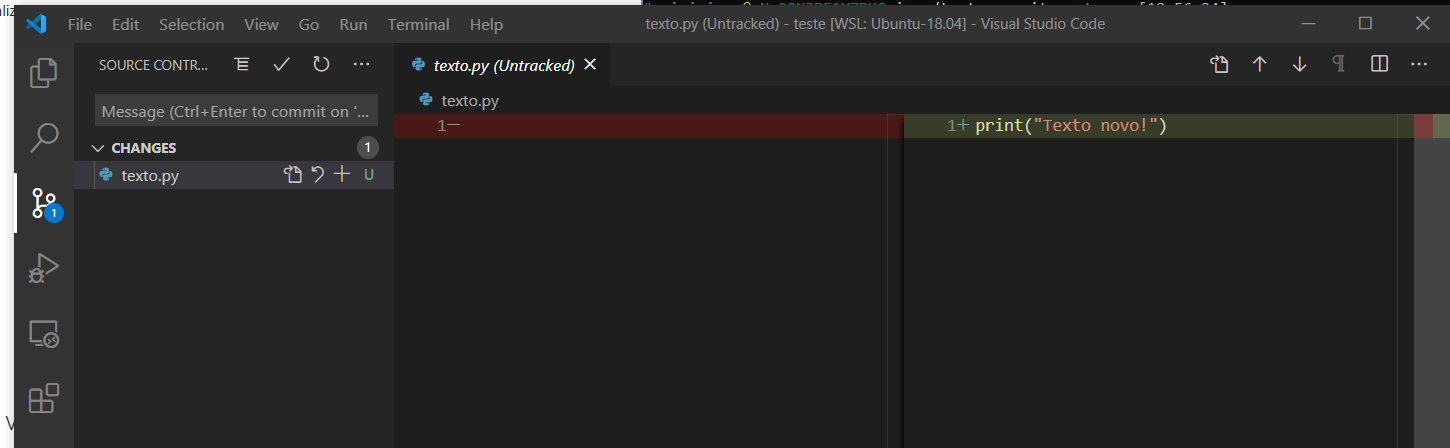 File Edit Selection View Go Run Terminal Help
texto.py (Untracked) - teste [WSL: Ubuntu-18.04] - Visual Studio Code
SOURCE CONTR...
texto.py (Untracked)
Message (Ctrl+Enter to commit on '...
texto.py
CHANGES 1
texto.py U
1
1—
1+ print("Texto novo!")